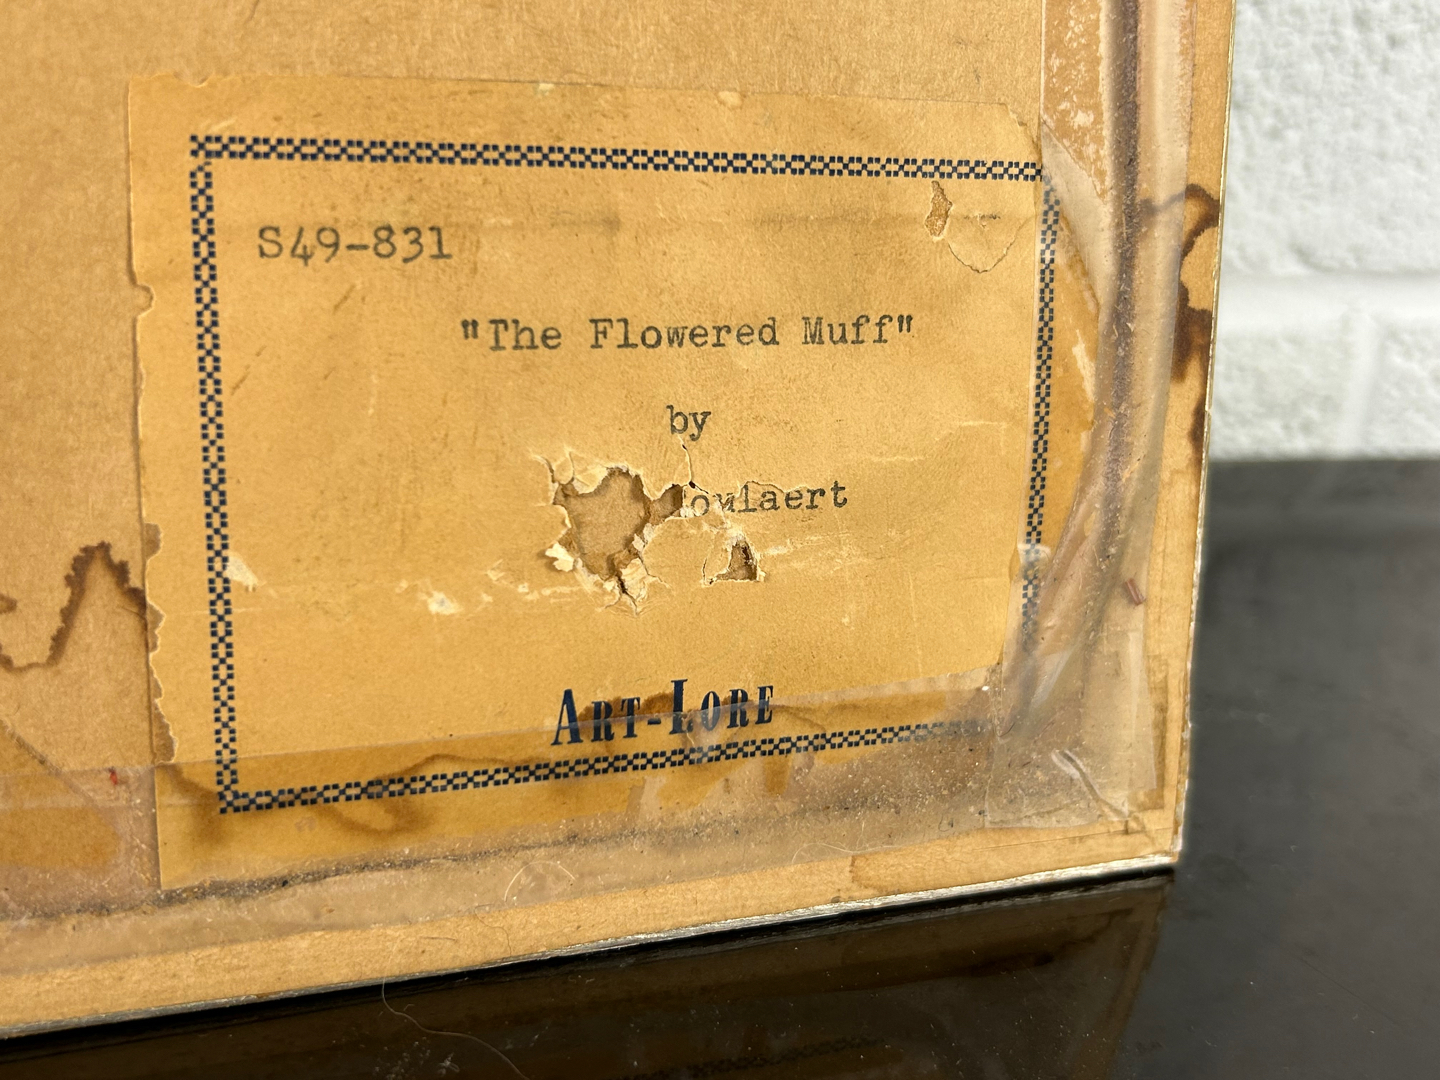 S49-831
"The Flowered Muff"
by
oulaert
ART-LORE